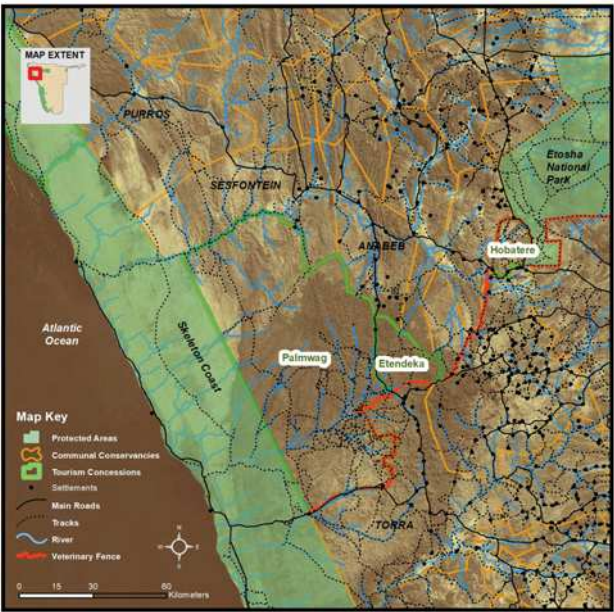 MAP EXTENT
PURROS
SESFONTEIN
Etosha
National
Park
ANABEB
Hobatere
Atlantic
Ocean
Skeleton Coast
Palmwag
Etendeka
TORRA
Map Key
Protected Areas
Communal Conservancies
Tourism Concessions
Settlements
Main Roads
Tracks
River
Veterinary Fence
N
W
E
S
0 15 30 60
Kilometers